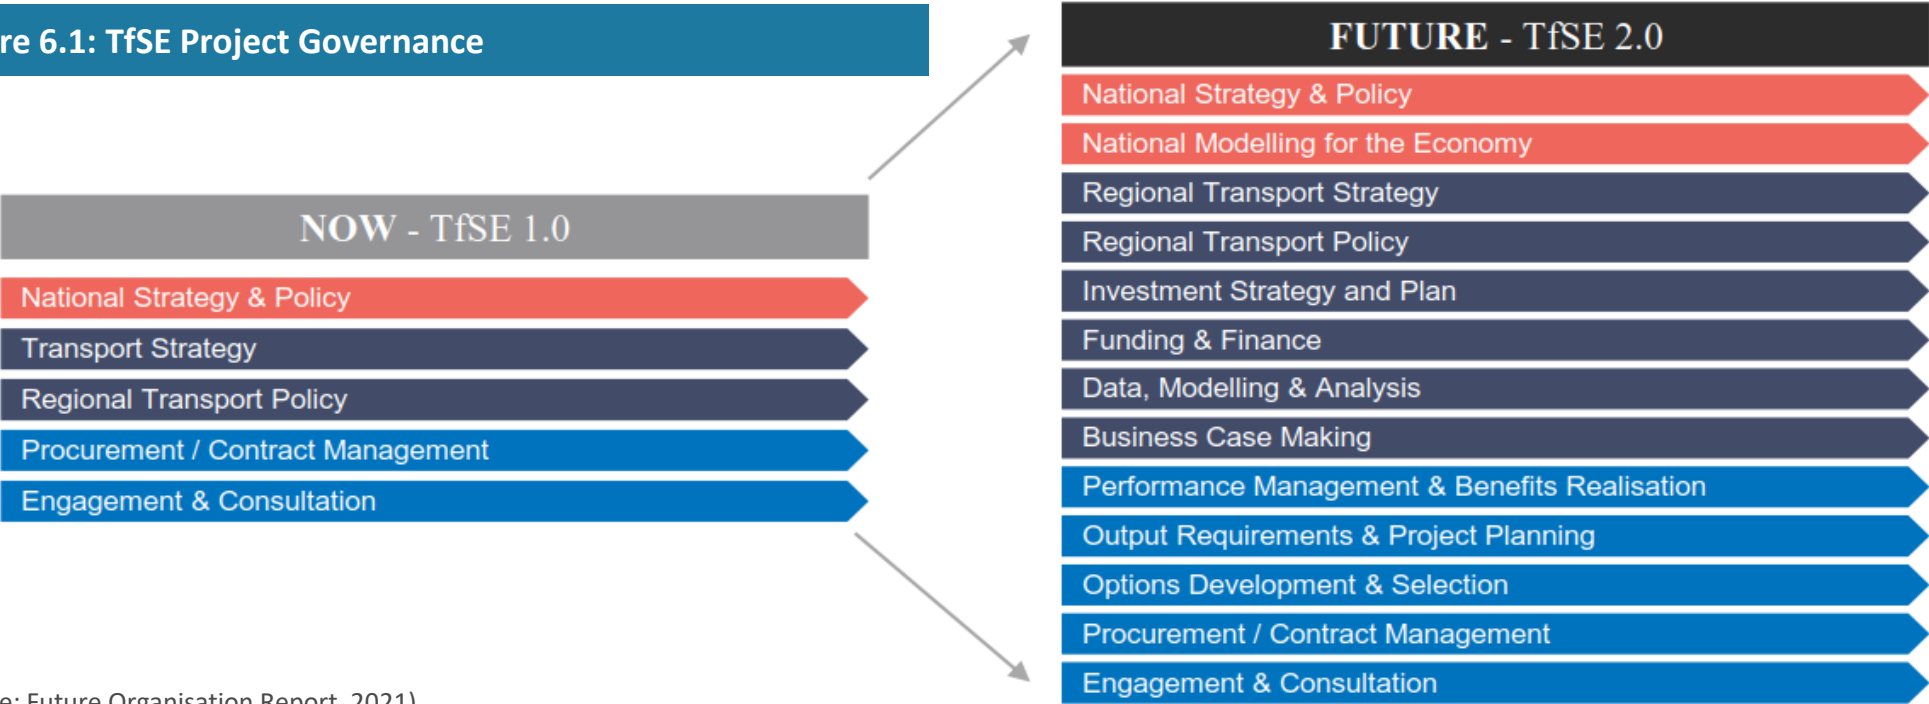 re 6.1: TfSE Project Governance
NOW - TfSE 1.0
National Strategy & Policy
Transport Strategy
Regional Transport Policy
Procurement / Contract Management
Engagement & Consultation
FUTURE - TfSE 2.0
National Strategy & Policy
National Modelling for the Economy
Regional Transport Strategy
Regional Transport Policy
Investment Strategy and Plan
Funding & Finance
Data, Modelling & Analysis
Business Case Making
Performance Management & Benefits Realisation
Output Requirements & Project Planning
Options Development & Selection
Procurement / Contract Management
Engagement & Consultation
e: Future Organisation Report, 2021)